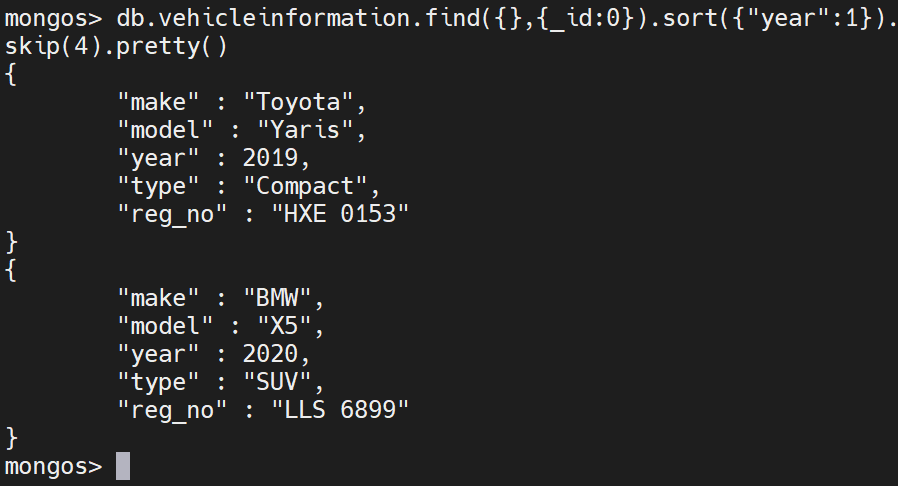 mongos> db.vehicleinformation.find({},{_id:0}).sort({"year":1}).
skip(4).pretty()
{
        "make" : "Toyota",
        "model" : "Yaris",
        "year" : 2019,
        "type" : "Compact",
        "reg_no" : "HXE 0153"
}
{
        "make" : "BMW",
        "model" : "X5",
        "year" : 2020,
        "type" : "SUV",
        "reg_no" : "LLS 6899"
}
mongos>